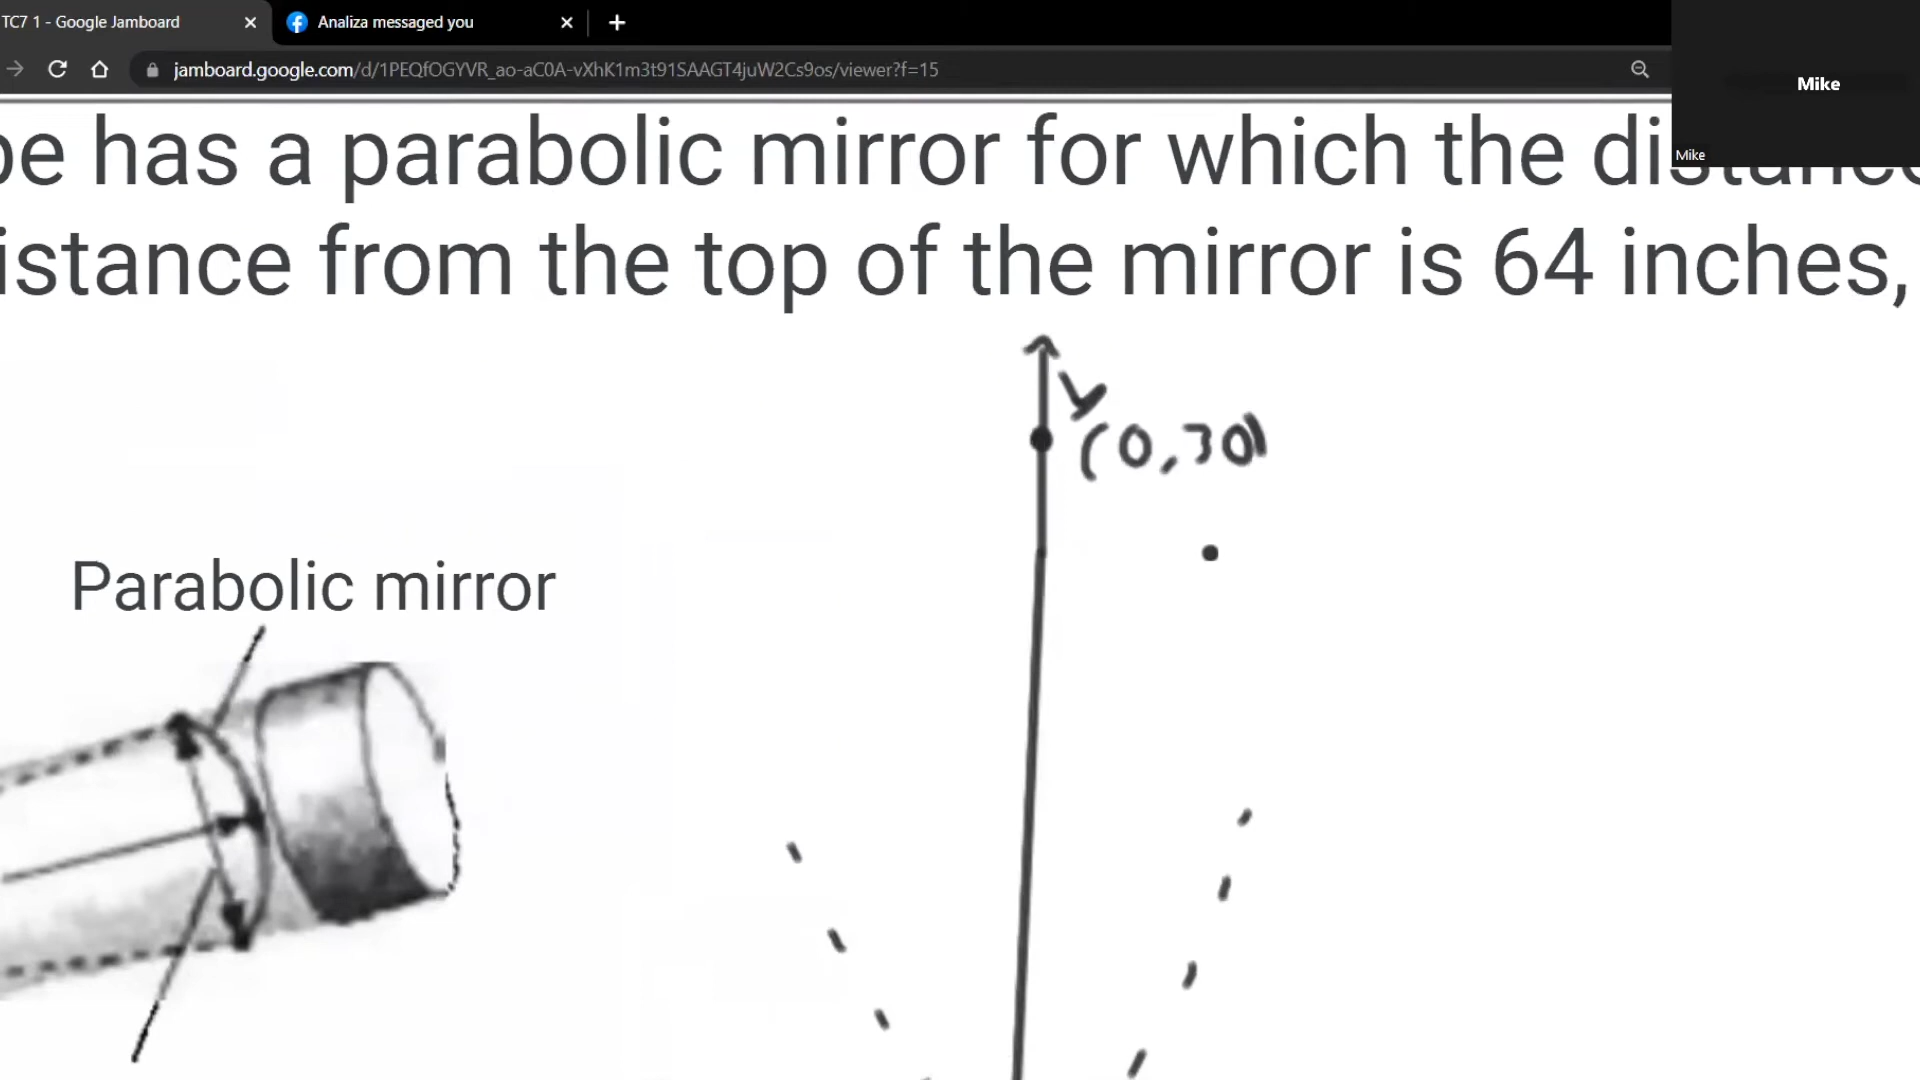 TC7 1 - Google Jamboard
Analiza messaged you
jamboard.google.com/d/1PEQfOGYVR_ao-aC0A-vXhK1m3t91SAAGT4juW2Cs9os/viewer?f=15
Mike
Mike
has a parabolic mirror for which the distance
istance from the top of the mirror is 64 inches,
y
(0,30)
Parabolic mirror